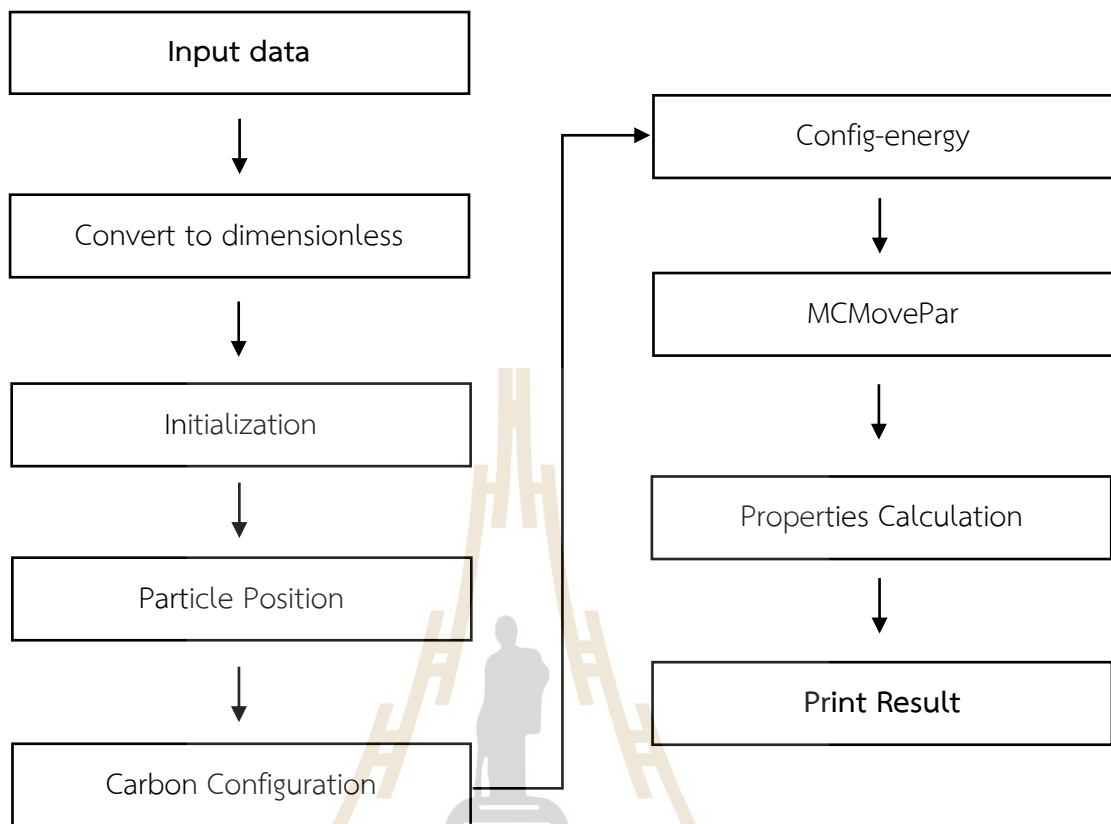 Input data
Convert to dimensionless
Initialization
Particle Position
Carbon Configuration
Config-energy
MCMovePar
Properties Calculation
Print Result